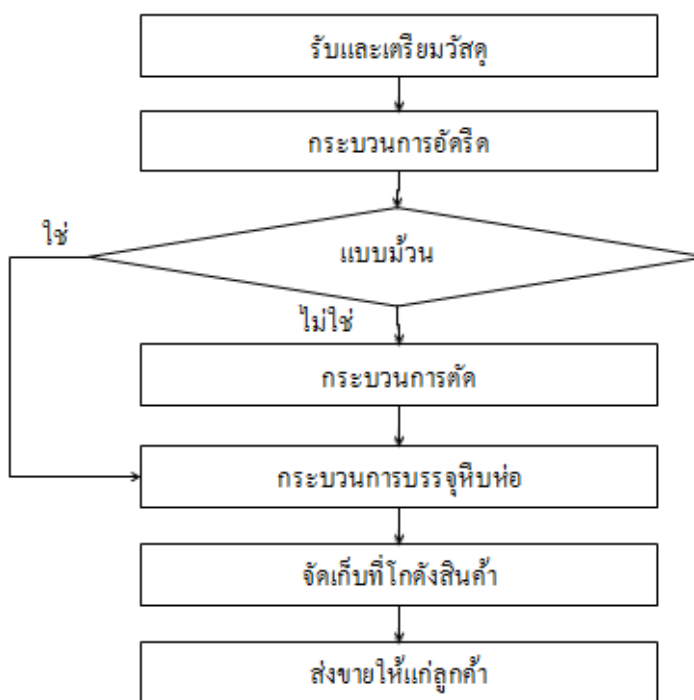 รับและเตรียมวัสดุ
กระบวนการอัดรีด
ใช่
แบบม้วน
ไม่ใช่
กระบวนการตัด
กระบวนการบรรจุหีบห่อ
จัดเก็บที่โกดังสินค้า
ส่งขายให้แก่ลูกค้า